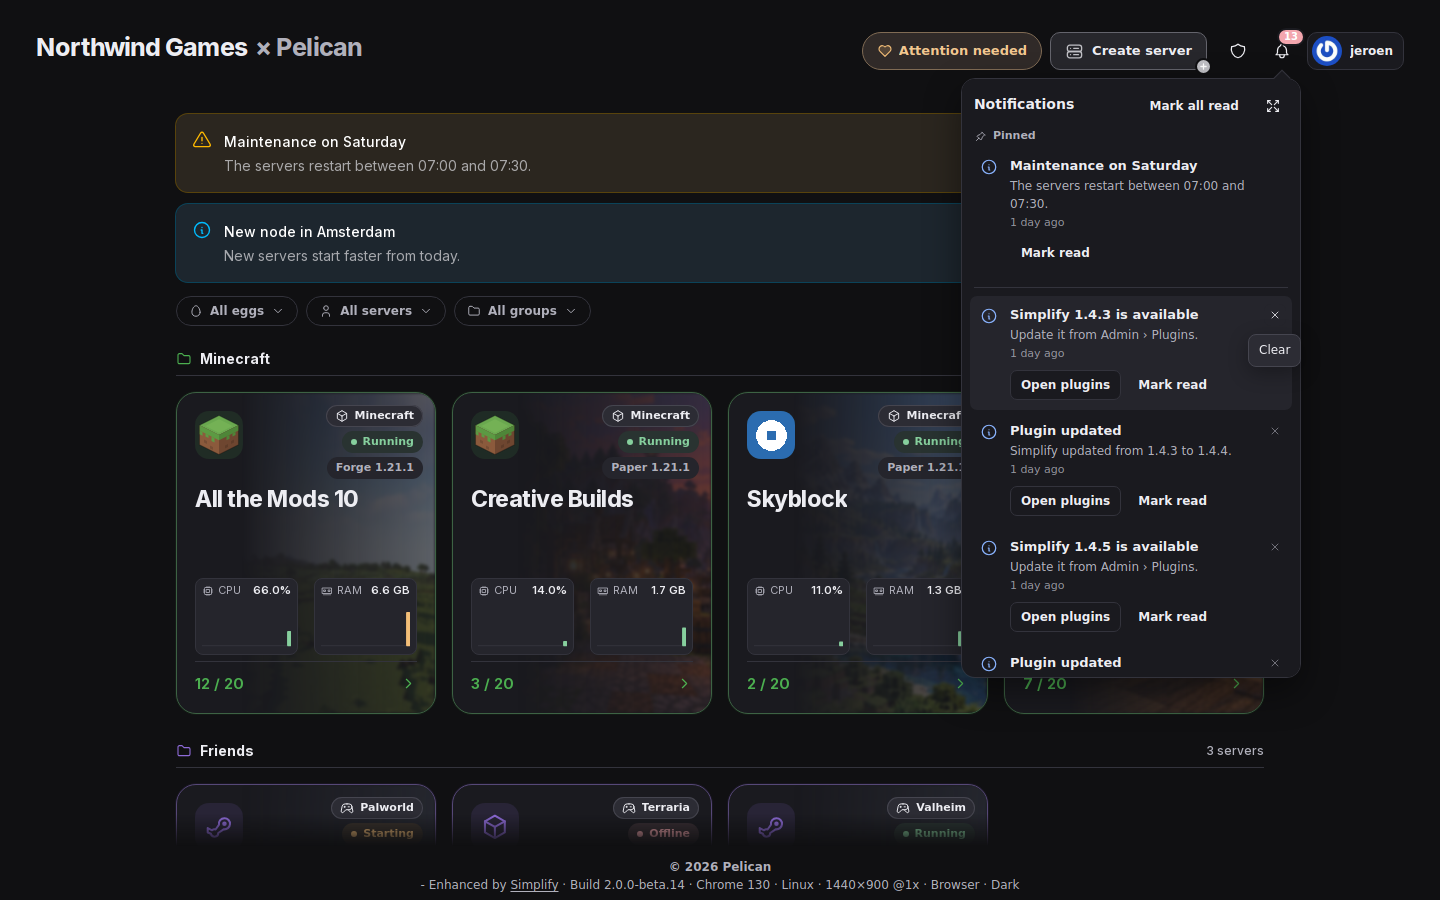 Northwind Games × Pelican
Attention needed
Create server
13
jeroen
Maintenance on Saturday
The servers restart between 07:00 and 07:30.
New node in Amsterdam
New servers start faster from today.
All eggs
All servers
All groups
Notifications
Mark all read
Pinned
Maintenance on Saturday
The servers restart between 07:00 and
07:30.
1 day ago
Mark read
Simplify 1.4.3 is available
Update it from Admin › Plugins.
1 day ago
Clear
Open plugins
Mark read
Plugin updated
Simplify updated from 1.4.3 to 1.4.4.
1 day ago
Open plugins
Mark read
Simplify 1.4.5 is available
Update it from Admin › Plugins.
1 day ago
Open plugins
Mark read
Plugin updated
Minecraft
Minecraft
Running
Forge 1.21.1
All the Mods 10
CPU 66.0%
RAM 6.6 GB
12 / 20
Minecraft
Running
Paper 1.21.1
Creative Builds
CPU 14.0%
RAM 1.7 GB
3 / 20
Minecraf
Running
Paper 1.21.1
Skyblock
CPU 11.0%
RAM 1.3 GB
2 / 20
7 / 20
Friends
3 servers
Palworld
Starting
Terraria
Offline
Valheim
Running
© 2026 Pelican
- Enhanced by Simplify · Build 2.0.0-beta.14 · Chrome 130 · Linux · 1440×900 @1x · Browser · Dark